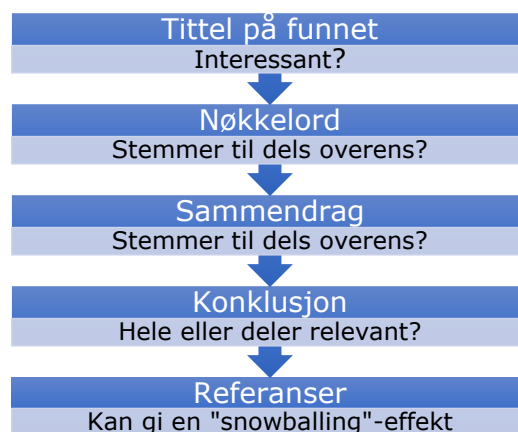 Tittel på funnet
Interessant?
Nøkkelord
Stemmer til dels overens?
Sammendrag
Stemmer til dels overens?
Konklusjon
Hele eller deler relevant?
Referanser
Kan gi en "snowballing"-effekt